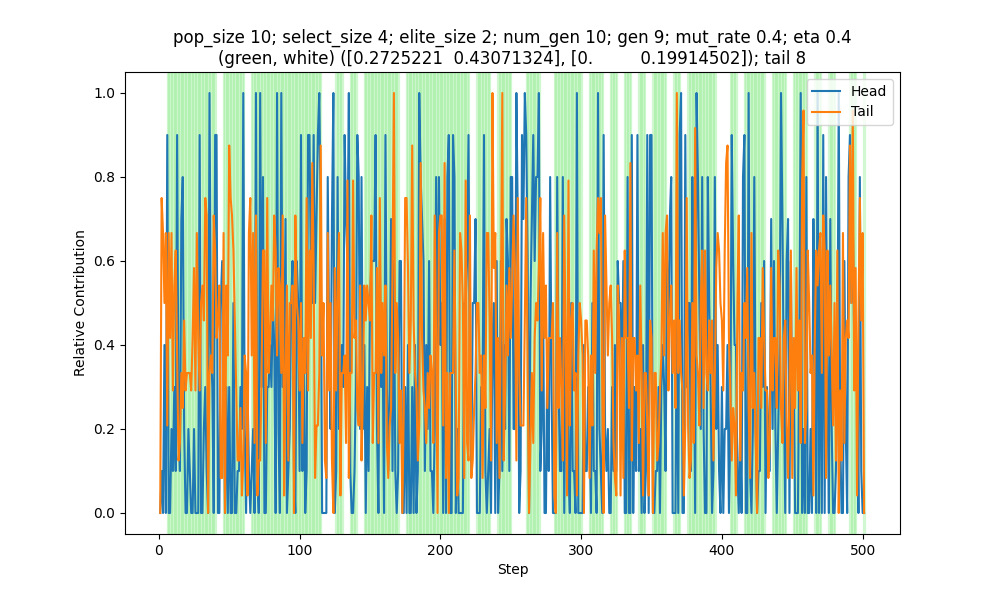 pop_size 10; select_size 4; elite_size 2; num_gen 10; gen 9; mut_rate 0.4; eta 0.4
(green, white) ([0.2725221  0.43071324], [0.         0.19914502]); tail 8
Head
Tail
Relative Contribution
1.0
0.8
0.6
0.4
0.2
0.0
0
100
200
300
400
500
Step